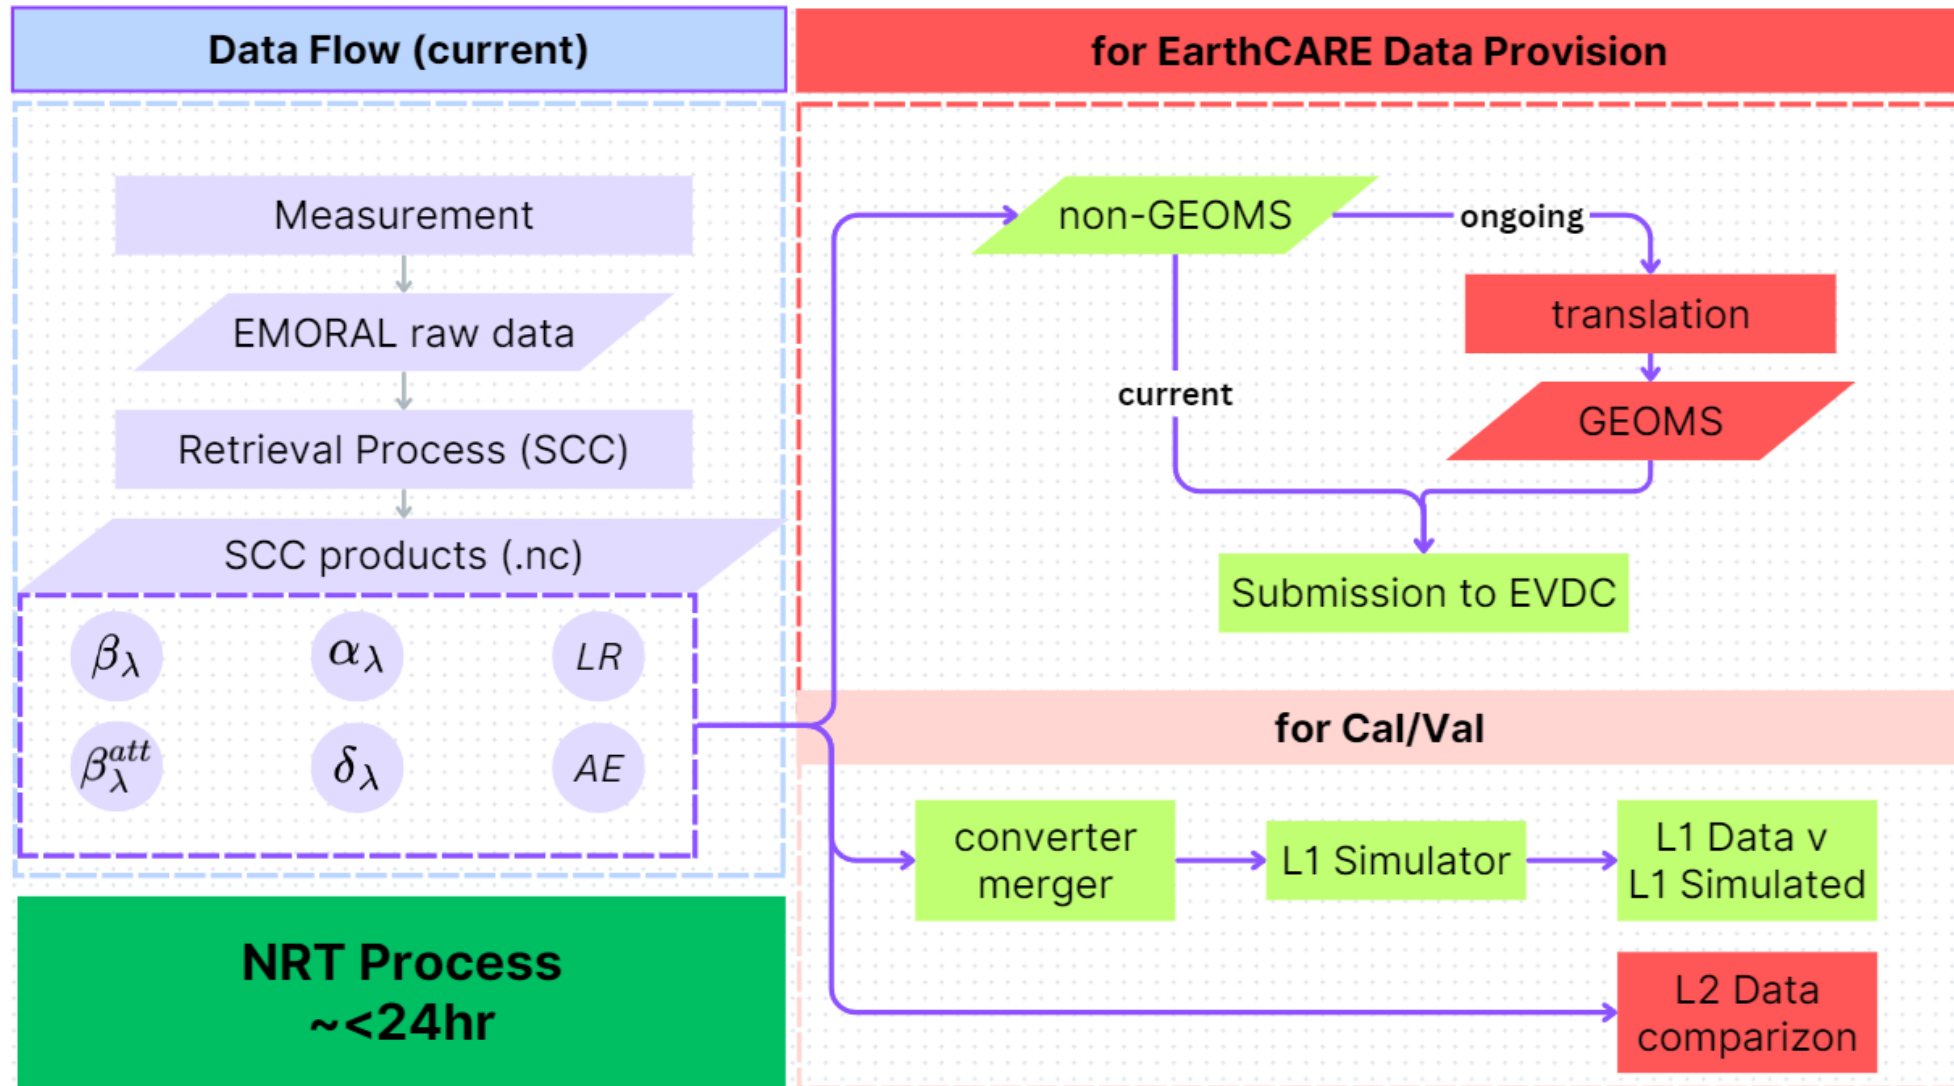 Data Flow (current)
Measurement
EMORAL raw data
Retrieval Process (SCC)
SCC products (.nc)
βλ
αλ
LR
βλ^att
δλ
AE
NRT Process
~<24hr
for EarthCARE Data Provision
non-GEOMS
ongoing
translation
current
GEOMS
Submission to EVDC
for Cal/Val
converter
merger
L1 Simulator
L1 Data v
L1 Simulated
L2 Data
comparizon